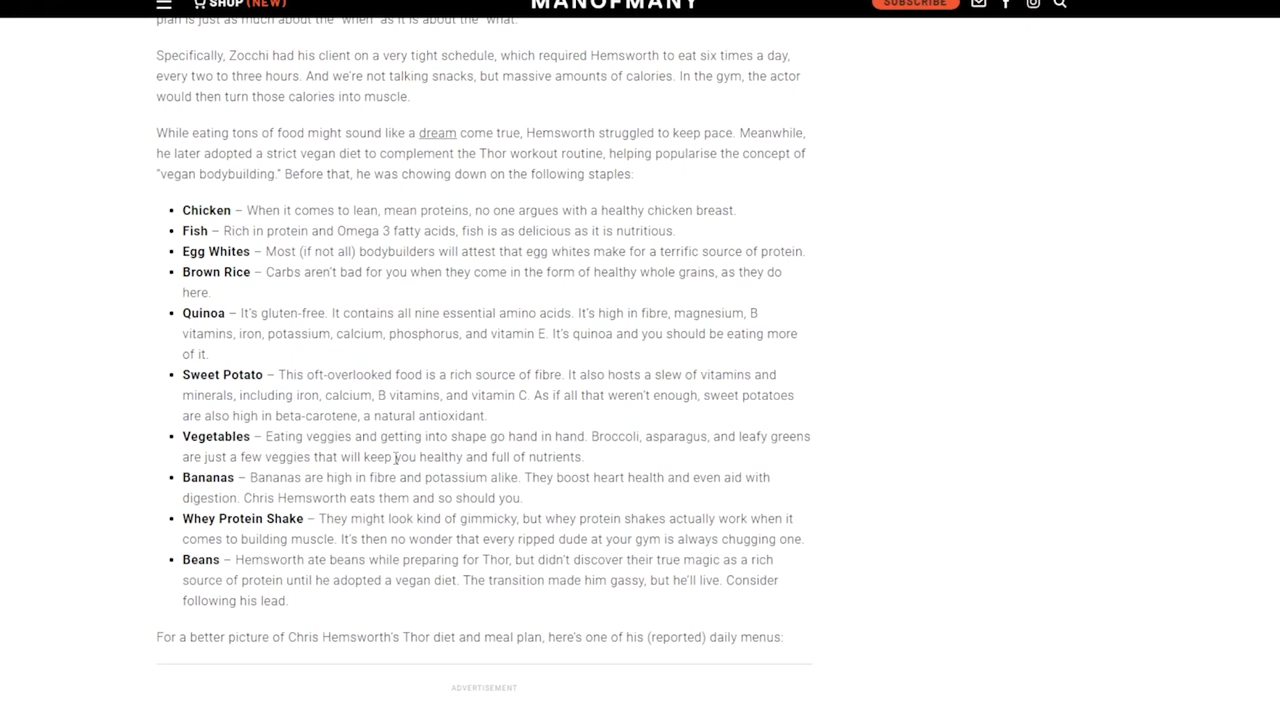 SHOP (NEW)
MANOFMANY
SUBSCRIBE
plan is just as much about the "when" as it is about the "what."
Specifically, Zocchi had his client on a very tight schedule, which required Hemsworth to eat six times a day,
every two to three hours. And we're not talking snacks, but massive amounts of calories. In the gym, the actor
would then turn those calories into muscle.
While eating tons of food might sound like a dream come true, Hemsworth struggled to keep pace. Meanwhile,
he later adopted a strict vegan diet to complement the Thor workout routine, helping popularise the concept of
"vegan bodybuilding." Before that, he was chowing down on the following staples:
• Chicken – When it comes to lean, mean proteins, no one argues with a healthy chicken breast.
• Fish – Rich in protein and Omega 3 fatty acids, fish is as delicious as it is nutritious.
• Egg Whites – Most (if not all) bodybuilders will attest that egg whites make for a terrific source of protein.
• Brown Rice – Carbs aren't bad for you when they come in the form of healthy whole grains, as they do
here.
• Quinoa – It's gluten-free. It contains all nine essential amino acids. It's high in fibre, magnesium, B
vitamins, iron, potassium, calcium, phosphorus, and vitamin E. It's quinoa and you should be eating more
of it.
• Sweet Potato – This oft-overlooked food is a rich source of fibre. It also hosts a slew of vitamins and
minerals, including iron, calcium, B vitamins, and vitamin C. As if all that weren't enough, sweet potatoes
are also high in beta-carotene, a natural antioxidant.
• Vegetables – Eating veggies and getting into shape go hand in hand. Broccoli, asparagus, and leafy greens
are just a few veggies that will keep you healthy and full of nutrients.
• Bananas – Bananas are high in fibre and potassium alike. They boost heart health and even aid with
digestion. Chris Hemsworth eats them and so should you.
• Whey Protein Shake – They might look kind of gimmicky, but whey protein shakes actually work when it
comes to building muscle. It's then no wonder that every ripped dude at your gym is always chugging one.
• Beans – Hemsworth ate beans while preparing for Thor, but didn't discover their true magic as a rich
source of protein until he adopted a vegan diet. The transition made him gassy, but he'll live. Consider
following his lead.
For a better picture of Chris Hemsworth's Thor diet and meal plan, here's one of his (reported) daily menus:
ADVERTISEMENT